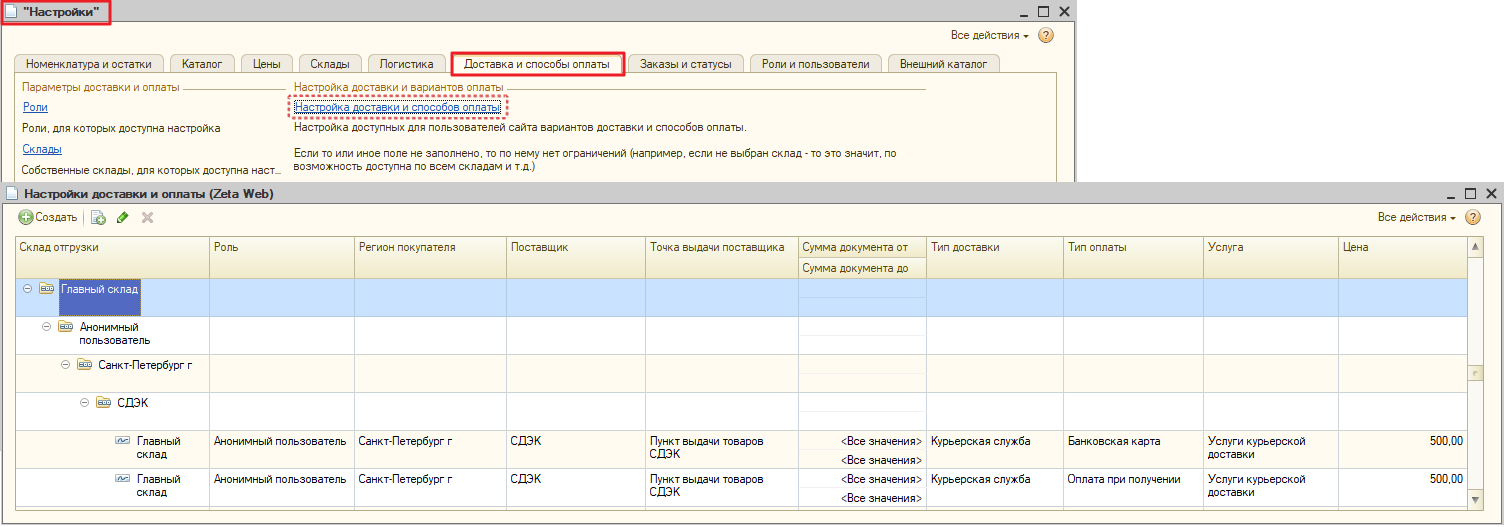 "Настройки"
Все действия
Номенклатура и остатки
Каталог
Цены
Склады
Логистика
Доставка и способы оплаты
Заказы и статусы
Роли и пользователи
Внешний каталог
Параметры доставки и оплаты
Настройка доставки и вариантов оплаты
Роли
Настройка доставки и способов оплаты
Роли, для которых доступна настройка
Настройка доступных для пользователей сайта вариантов доставки и способов оплаты.
Склады
Если то или иное поле не заполнено, то по нему нет ограничений (например, если не выбран склад - то это значит, по
возможность доступна по всем складам и т.д.)
Собственные склады, для которых доступна наст...
Настройки доставки и оплаты (Zeta Web)
Создать
Все действия
Склад отгрузки Роль Регион покупателя Поставщик Точка выдачи поставщика Сумма документа от Тип доставки Тип оплаты Услуга Цена
Сумма документа до
Главный склад
Анонимный
пользователь
Санкт-Петербург г
СДЭК
Главный Анонимный пользователь Санкт-Петербург г СДЭК Пункт выдачи товаров <Все значения> Курьерская служба Банковская карта Услуги курьерской 500,00
склад СДЭК <Все значения> доставки
Главный Анонимный пользователь Санкт-Петербург г СДЭК Пункт выдачи товаров <Все значения> Курьерская служба Оплата при получении Услуги курьерской 500,00
склад СДЭК <Все значения> доставки